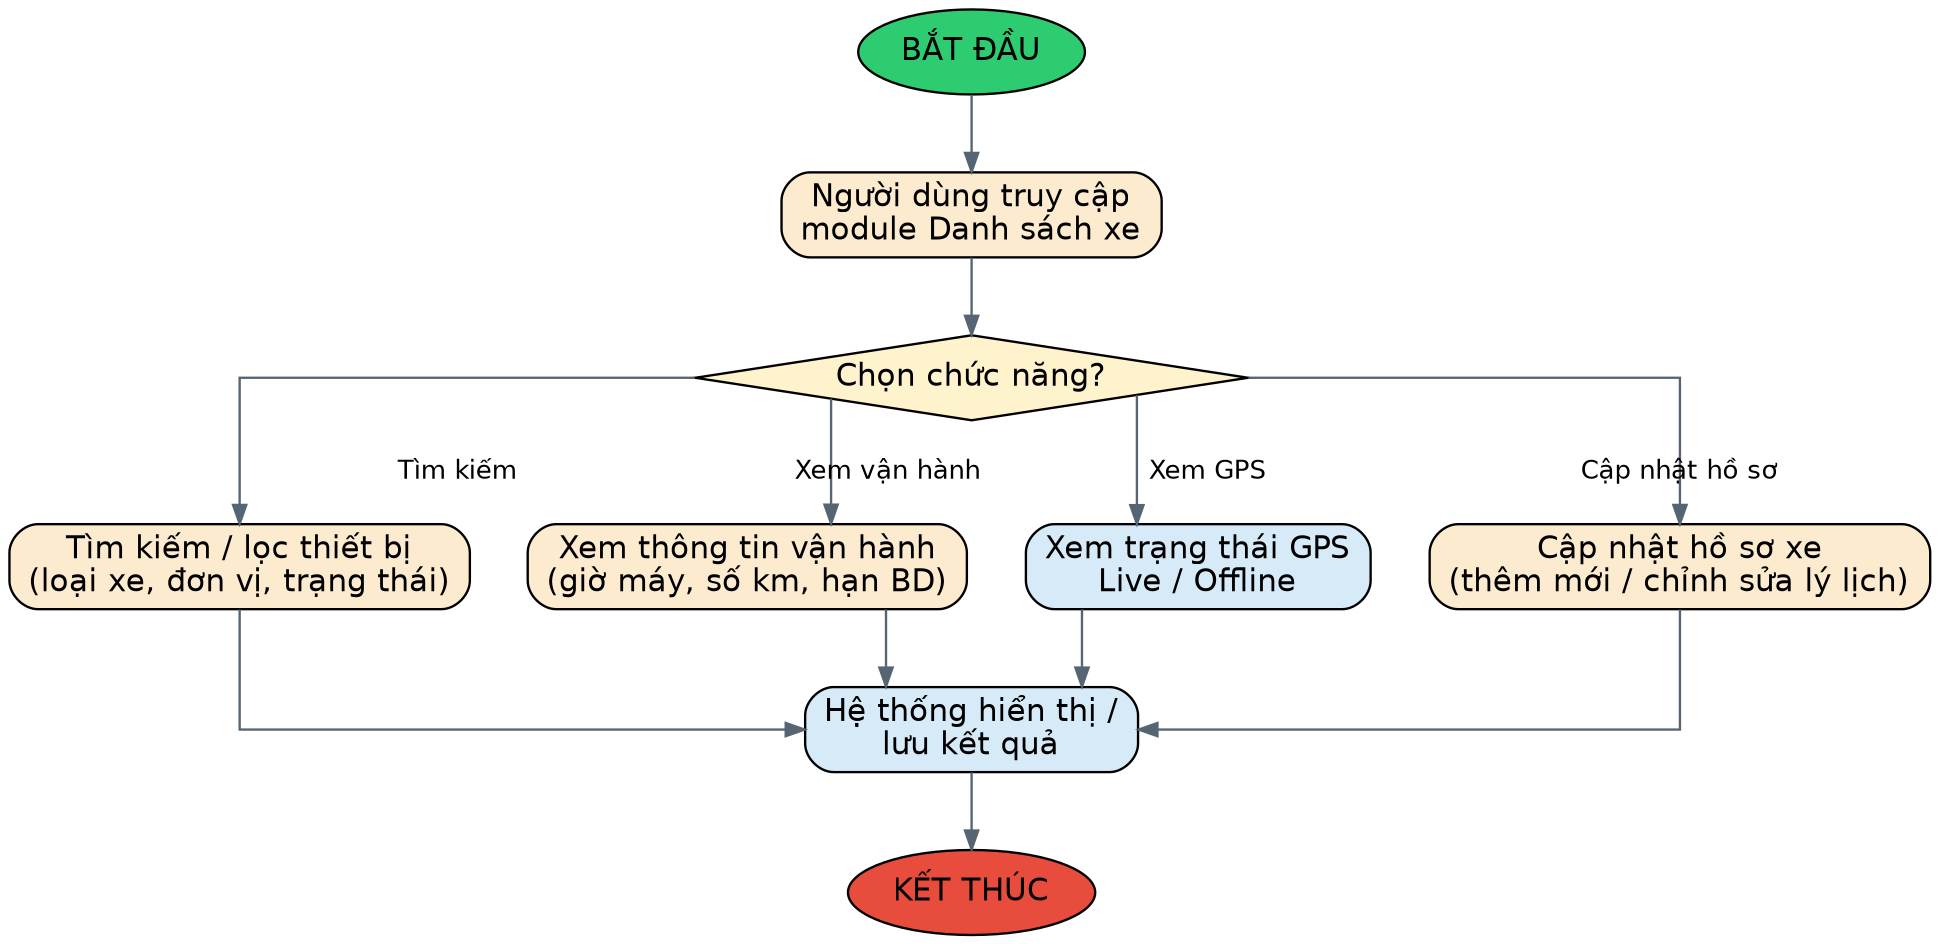 BẮT ĐẦU
Người dùng truy cập
module Danh sách xe
Chọn chức năng?
Tìm kiếm
Xem vận hành
Xem GPS
Cập nhật hồ sơ
Tìm kiếm / lọc thiết bị
(loại xe, đơn vị, trạng thái)
Xem thông tin vận hành
(giờ máy, số km, hạn BD)
Xem trạng thái GPS
Live / Offline
Cập nhật hồ sơ xe
(thêm mới / chỉnh sửa lý lịch)
Hệ thống hiển thị /
lưu kết quả
KẾT THÚC